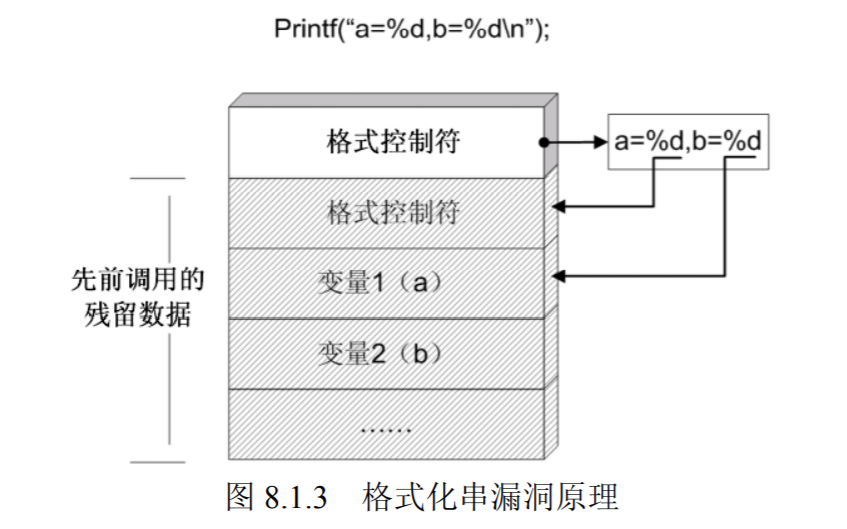 Printf(“a=%d,b=%d\n”);
格式控制符
a=%d,b=%d
格式控制符
先前调用的
残留数据
变量1（a）
变量2（b）
……
图 8.1.3 格式化串漏洞原理